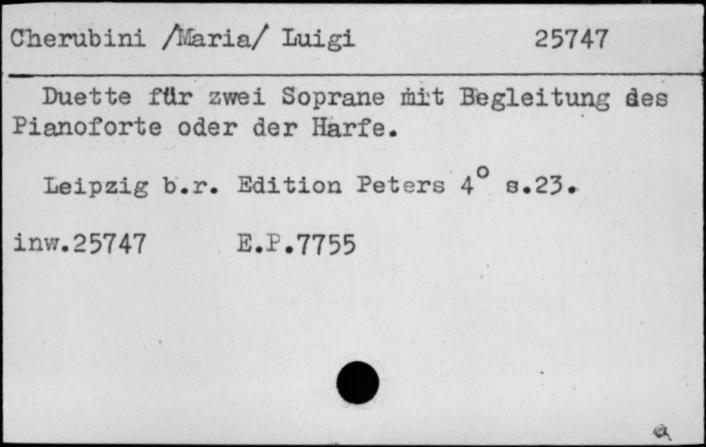 Cherubini /Maria/ Luigi 25747
Duette für zwei Soprane mit Begleitung des
Pianoforte oder der Harfe.
Leipzig b.r. Edition Peters 4° s.23.
inw.25747 E.P.7755